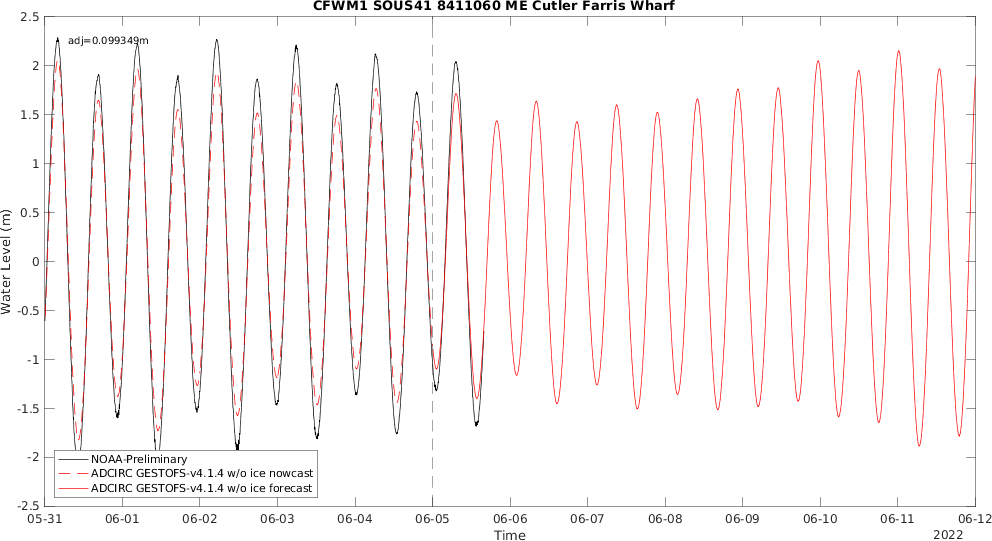 CFWM1 SOUS41 8411060 ME Cutler Farris Wharf
adj=0.099349m
2.5
2
1.5
1
0.5
0
-0.5
-1
-1.5
-2
-2.5
Water Level (m)
NOAA-Preliminary
ADCIRC GESTOFS-v4.1.4 w/o ice nowcast
ADCIRC GESTOFS-v4.1.4 w/o ice forecast
05-31 06-01 06-02 06-03 06-04 06-05 06-06 06-07 06-08 06-09 06-10 06-11 06-12
Time
2022